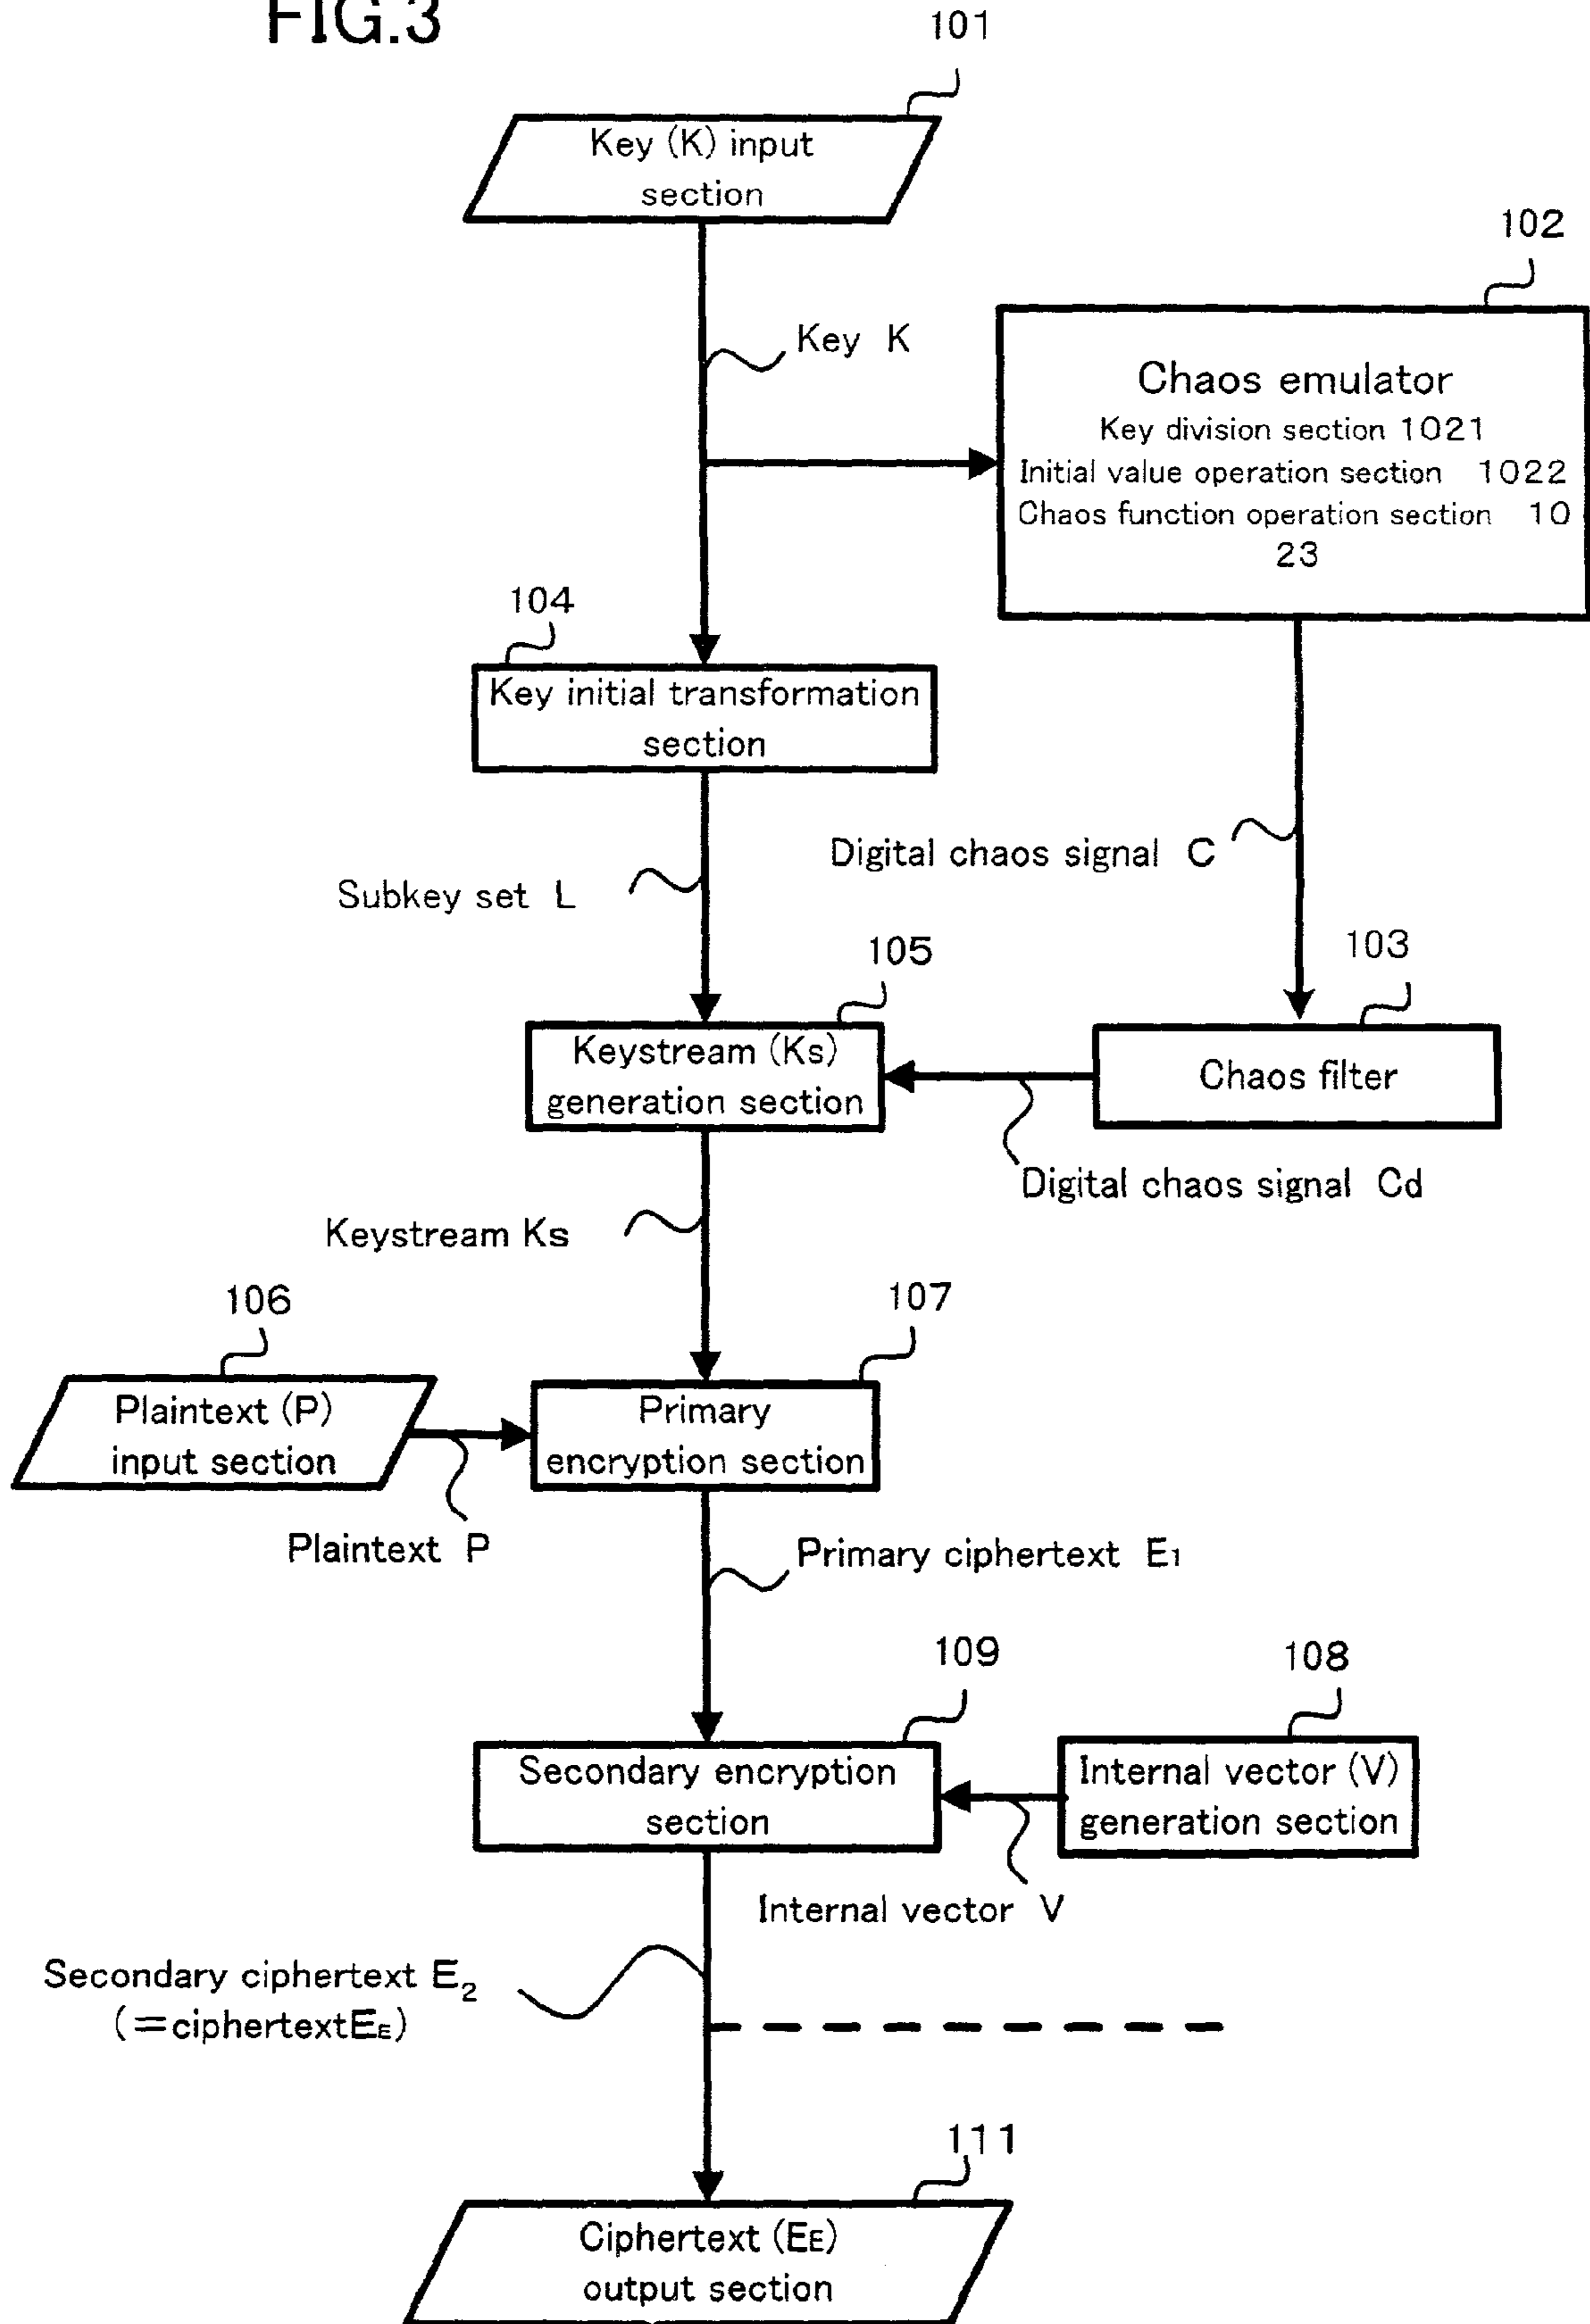 FIG.3
101
Key (K) input
section
102
Key K
Chaos emulator
Key division section 1021
Initial value operation section 1022
Chaos function operation section 10
23
104
Key initial transformation
section
Digital chaos signal C
Subkey set L
105
103
Keystream (Ks)
generation section
Chaos filter
Digital chaos signal Cd
Keystream Ks
106
107
Plaintext (P)
input section
Primary
encryption section
Plaintext P
Primary ciphertext E1
109
108
Secondary encryption
section
Internal vector (V)
generation section
Internal vector V
Secondary ciphertext E2
(=ciphertextEE)
111
Ciphertext (EE)
output section